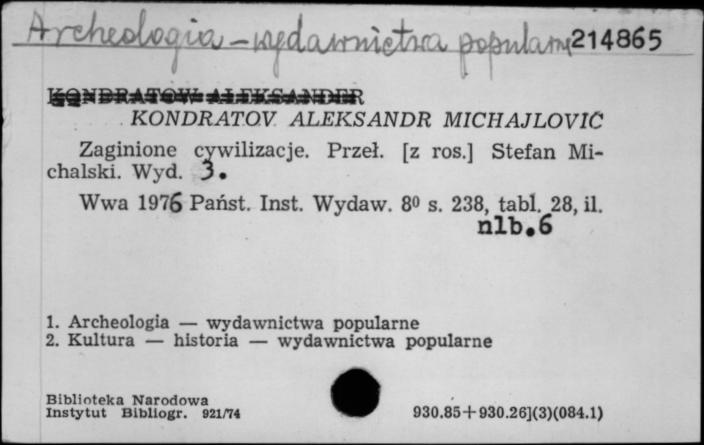 Archeologia - wydawnictwa popularne 214865
KONDRATOW ALEKSANDER
KONDRATOV ALEKSANDR MICHAJLOVIČ
Zaginione cywilizacje. Przeł. [z ros.] Stefan Mi-
chalski. Wyd. 3.
Wwa 1976 Państ. Inst. Wydaw. 8⁰ s. 238, tabl. 28, il.
nlb.6
1. Archeologia — wydawnictwa popularne
2. Kultura — historia — wydawnictwa popularne
Biblioteka Narodowa
Instytut Bibliogr. 921/74 930.85+930.26](3)(084.1)